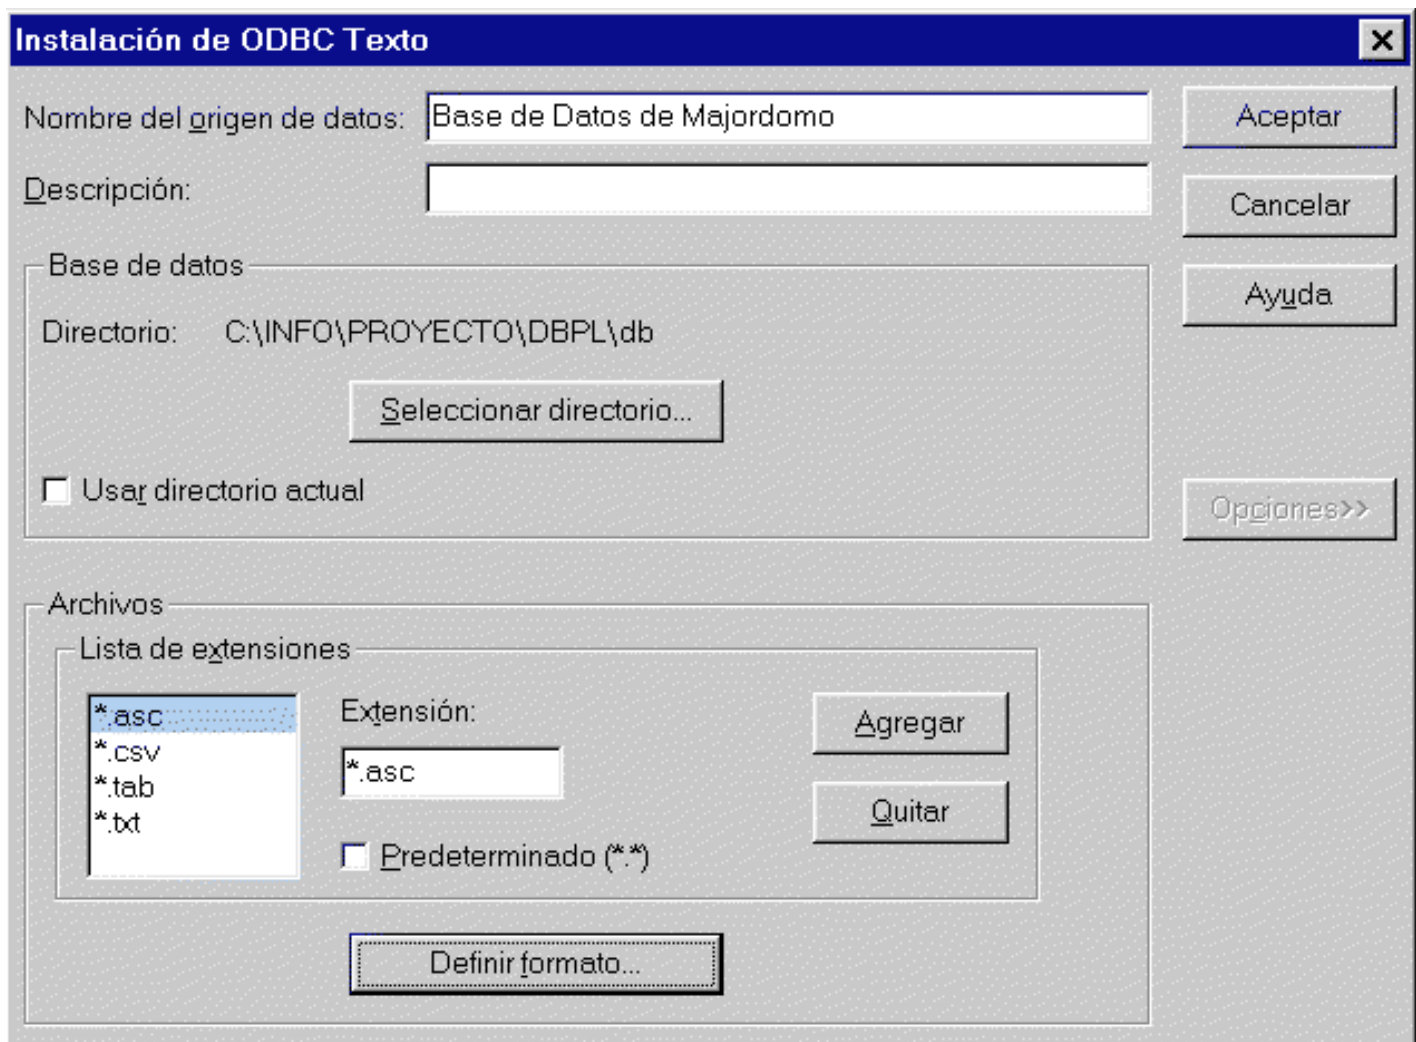 Instalación de ODBC Texto
Nombre del origen de datos: Base de Datos de Majordomo
Aceptar
Descripción:
Cancelar
Base de datos
Ayuda
Directorio: C:\INFO\PROYECTO\DBPL\db
Seleccionar directorio...
Usar directorio actual
Opciones>>
Archivos
Lista de extensiones
*.asc
*.csv
*.tab
*.txt
Extensión:
*.asc
Predeterminado (*.*)
Agregar
Quitar
Definir formato...